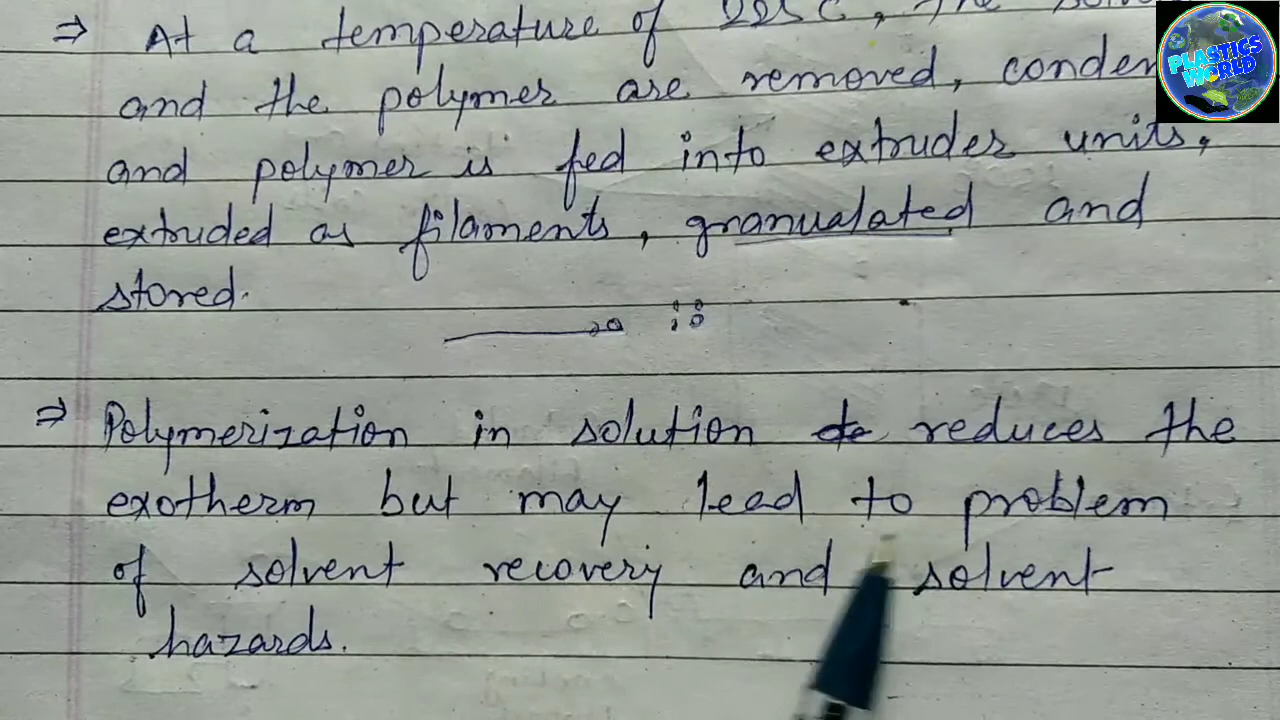 ⇒ At a temperature of 225°C, the
and the polymer are removed, conden
and polymer is fed into extruder units,
extruded as filaments, granualated and
stored.
⇒ Polymerization in solution reduces the
exotherm but may lead to problem
of solvent recovery and solvent
hazards.
PLASTICS
WORLD